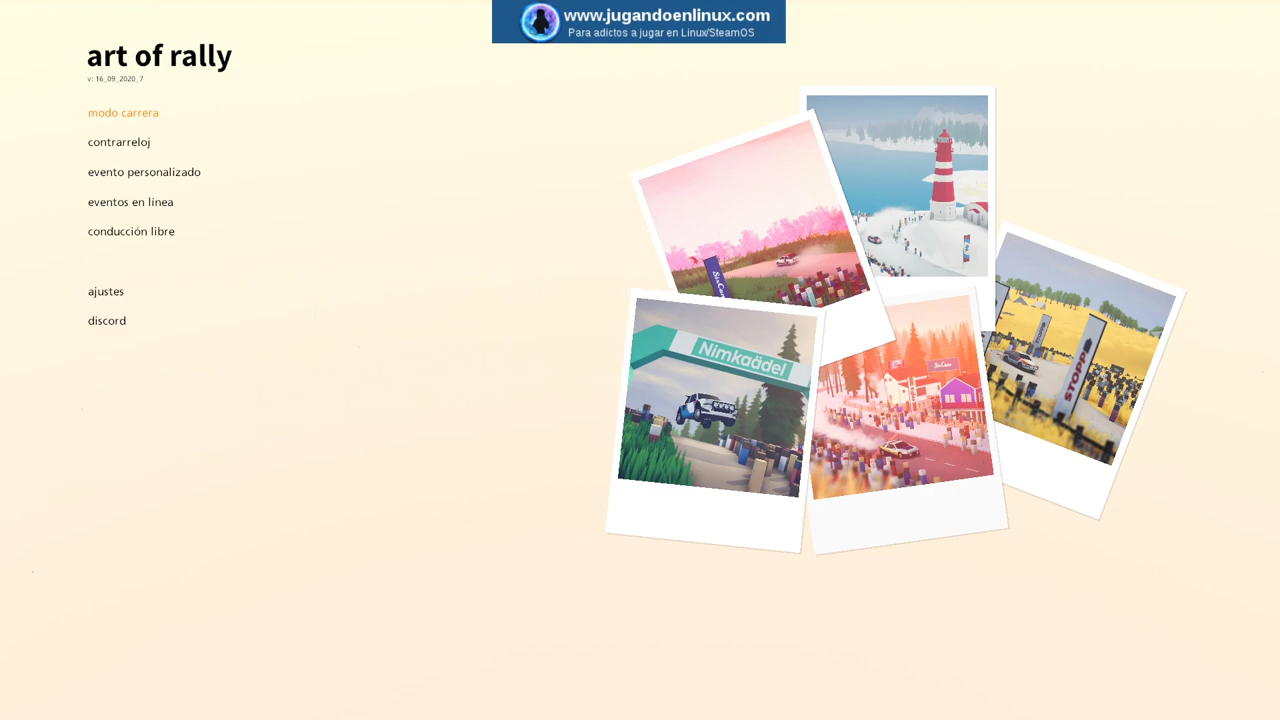 www.jugandoenlinux.com
Para adictos a jugar en Linux/SteamOS
art of rally
v: 16_09_2020_7
modo carrera
contrarreloj
evento personalizado
eventos en línea
conducción libre
ajustes
discord
Nimkaädel
STOPP